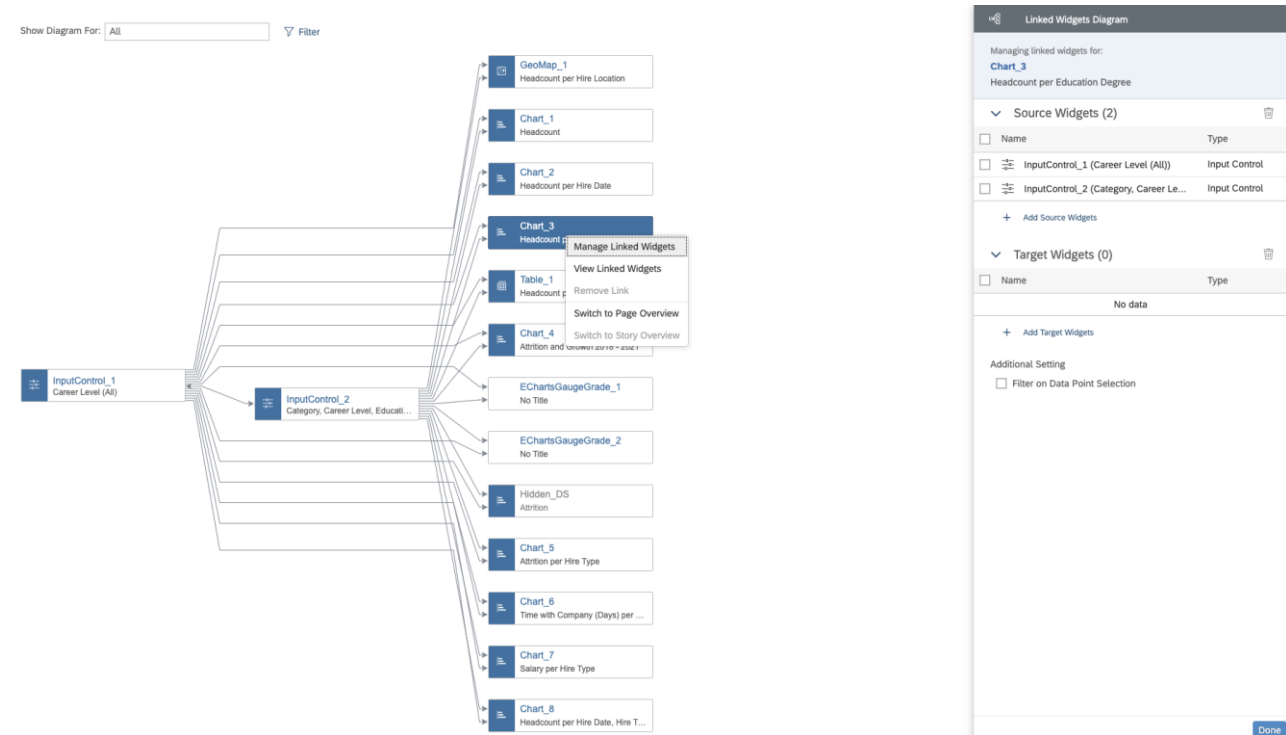 Show Diagram For: All Filter
GeoMap_1
Headcount per Hire Location
Chart_1
Headcount
Chart_2
Headcount per Hire Date
Chart_3
Headcount p
Manage Linked Widgets
View Linked Widgets
Remove Link
Switch to Page Overview
Switch to Story Overview
Table_1
Headcount p
Chart_4
Attrition and Growth 2016 - 2021
InputControl_1
Career Level (All)
InputControl_2
Category, Career Level, Educati...
EChartsGaugeGrade_1
No Title
EChartsGaugeGrade_2
No Title
Hidden_DS
Attrition
Chart_5
Attrition per Hire Type
Chart_6
Time with Company (Days) per ...
Chart_7
Salary per Hire Type
Chart_8
Headcount per Hire Date, Hire T...
Linked Widgets Diagram
Managing linked widgets for:
Chart_3
Headcount per Education Degree
Source Widgets (2)
Name Type
InputControl_1 (Career Level (All)) Input Control
InputControl_2 (Category, Career Le... Input Control
+ Add Source Widgets
Target Widgets (0)
Name Type
No data
+ Add Target Widgets
Additional Setting
Filter on Data Point Selection
Done